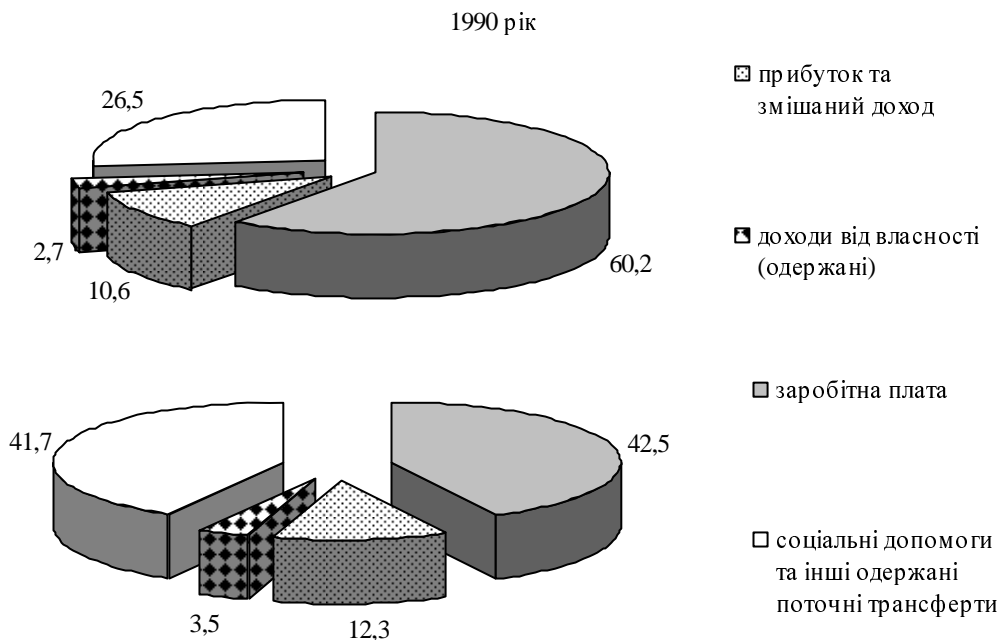 1990 рік
26,5
2,7
10,6
60,2
прибуток та
змішаний доход
доходи від власності
(одержані)
41,7
3,5
12,3
42,5
заробітна плата
соціальні допомоги
та інші одержані
поточні трансферти